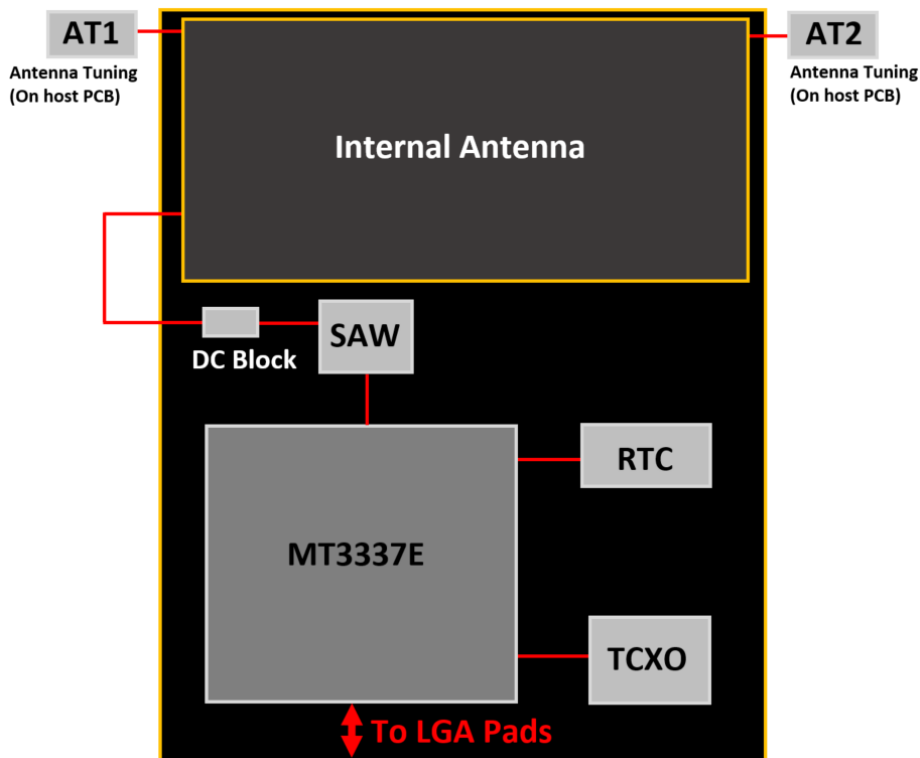 AT1
Antenna Tuning
(On host PCB)
AT2
Antenna Tuning
(On host PCB)
Internal Antenna
DC Block
SAW
RTC
MT3337E
TCXO
To LGA Pads